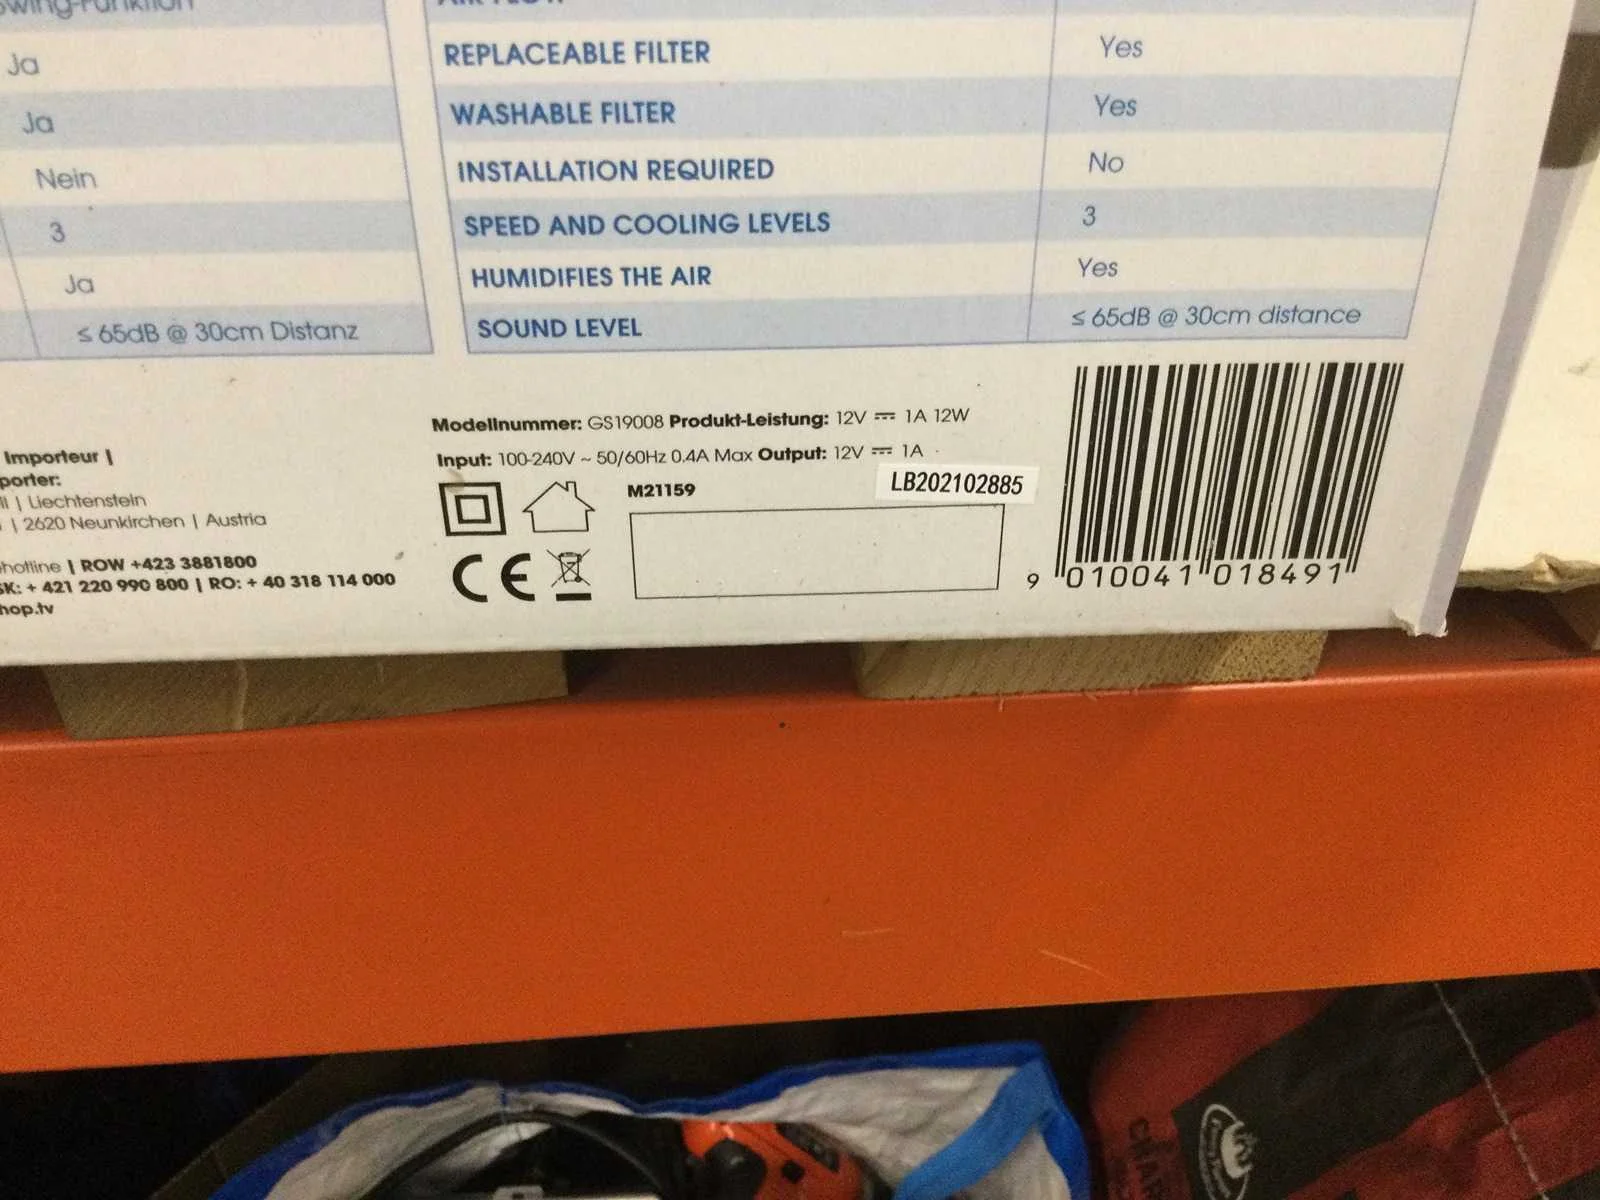 Swing-Funktion
Ja
Ja
Nein
3
Ja
≤ 65dB @ 30cm Distanz
AIR FLOW
REPLACEABLE FILTER Yes
WASHABLE FILTER Yes
INSTALLATION REQUIRED No
SPEED AND COOLING LEVELS 3
HUMIDIFIES THE AIR Yes
SOUND LEVEL ≤ 65dB @ 30cm distance
Importeur |
porter:
| Liechtenstein
| 2620 Neunkirchen | Austria
hotline | ROW +423 3881800
SK: + 421 220 990 800 | RO: + 40 318 114 000
hop.tv
Modellnummer: GS19008 Produkt-Leistung: 12V ⎓ 1A 12W
Input: 100-240V ~ 50/60Hz 0.4A Max Output: 12V ⎓ 1A
M21159
LB202102885
CE
9 010041 018491